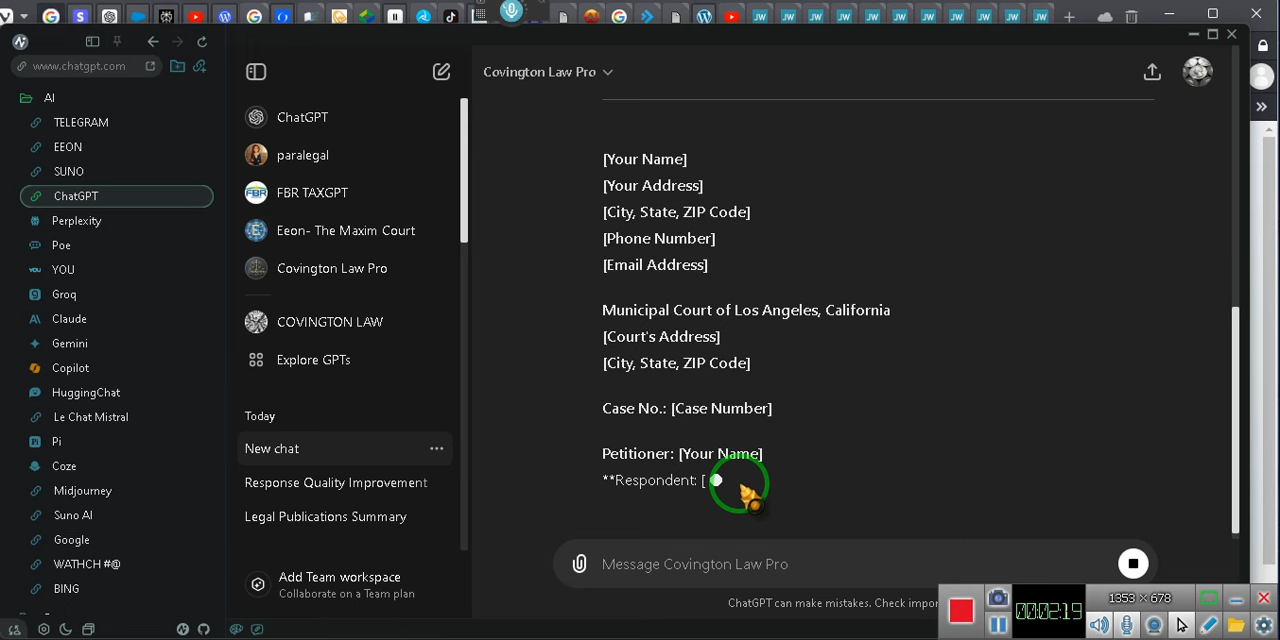 www.chatgpt.com
AI
TELEGRAM
EEON
SUNO
ChatGPT
Perplexity
Poe
YOU
Groq
Claude
Gemini
Copilot
HuggingChat
Le Chat Mistral
Pi
Coze
Midjourney
Suno AI
Google
WATHCH #@
BING
ChatGPT
paralegal
FBR TAXGPT
Eeon- The Maxim Court
Covington Law Pro
COVINGTON LAW
Explore GPTs
Today
New chat
Response Quality Improvement
Legal Publications Summary
Add Team workspace
Collaborate on a Team plan
Covington Law Pro
[Your Name]
[Your Address]
[City, State, ZIP Code]
[Phone Number]
[Email Address]
Municipal Court of Los Angeles, California
[Court's Address]
[City, State, ZIP Code]
Case No.: [Case Number]
Petitioner: [Your Name]
**Respondent: [
Message Covington Law Pro
ChatGPT can make mistakes. Check impor
00:02:19
1353 × 678